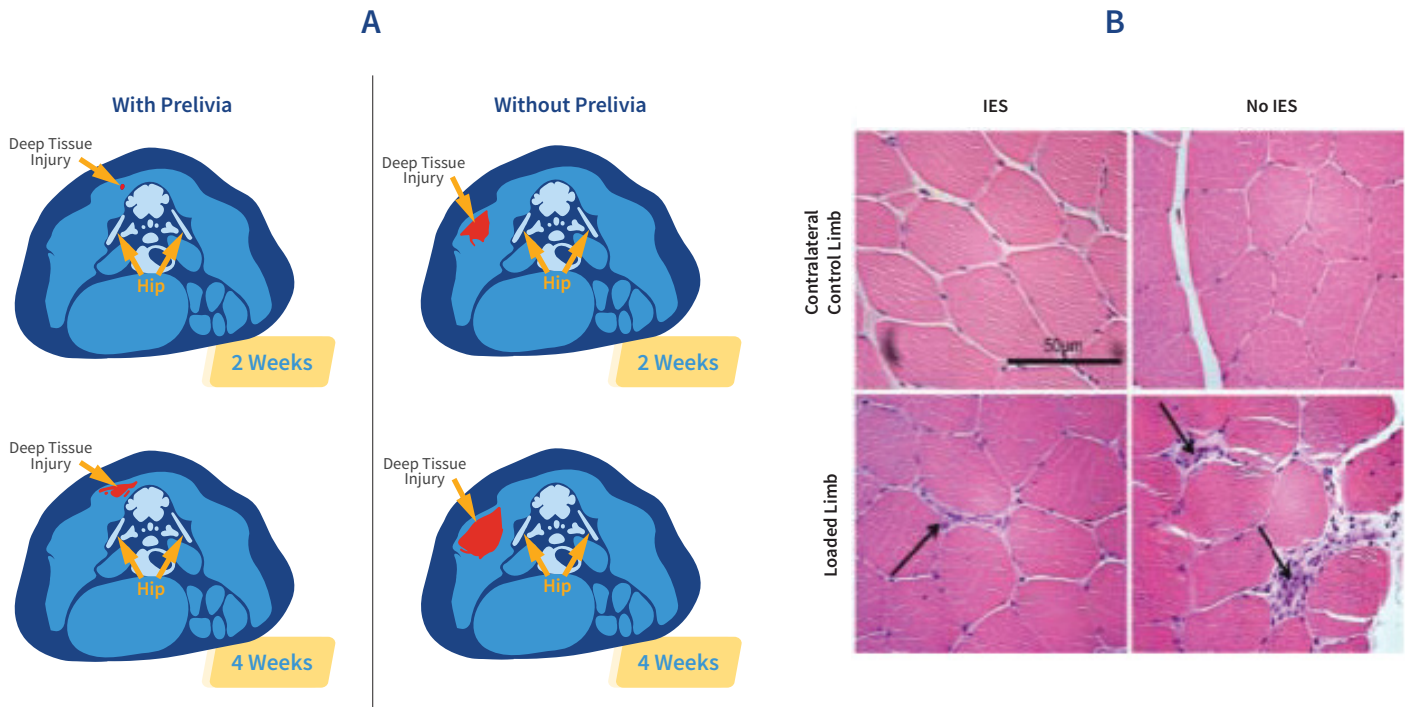 A
With Prelivia
Without Prelivia
Deep Tissue
Injury
Hip
2 Weeks
Deep Tissue
Injury
Hip
2 Weeks
Deep Tissue
Injury
Hip
4 Weeks
Deep Tissue
Injury
Hip
4 Weeks
B
IES
No IES
Contralateral
Control Limb
50µm
Loaded Limb